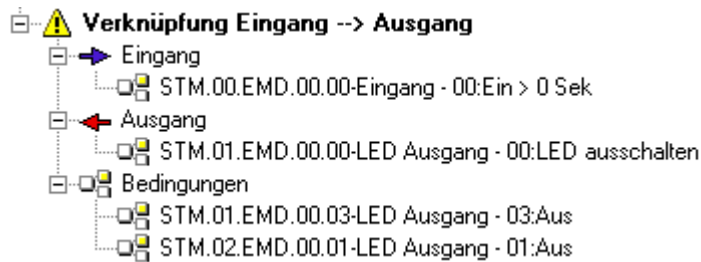 Verknüpfung Eingang --> Ausgang
Eingang
STM.00.EMD.00.00-Eingang - 00:Ein > 0 Sek
Ausgang
STM.01.EMD.00.00-LED Ausgang - 00:LED ausschalten
Bedingungen
STM.01.EMD.00.03-LED Ausgang - 03:Aus
STM.02.EMD.00.01-LED Ausgang - 01:Aus